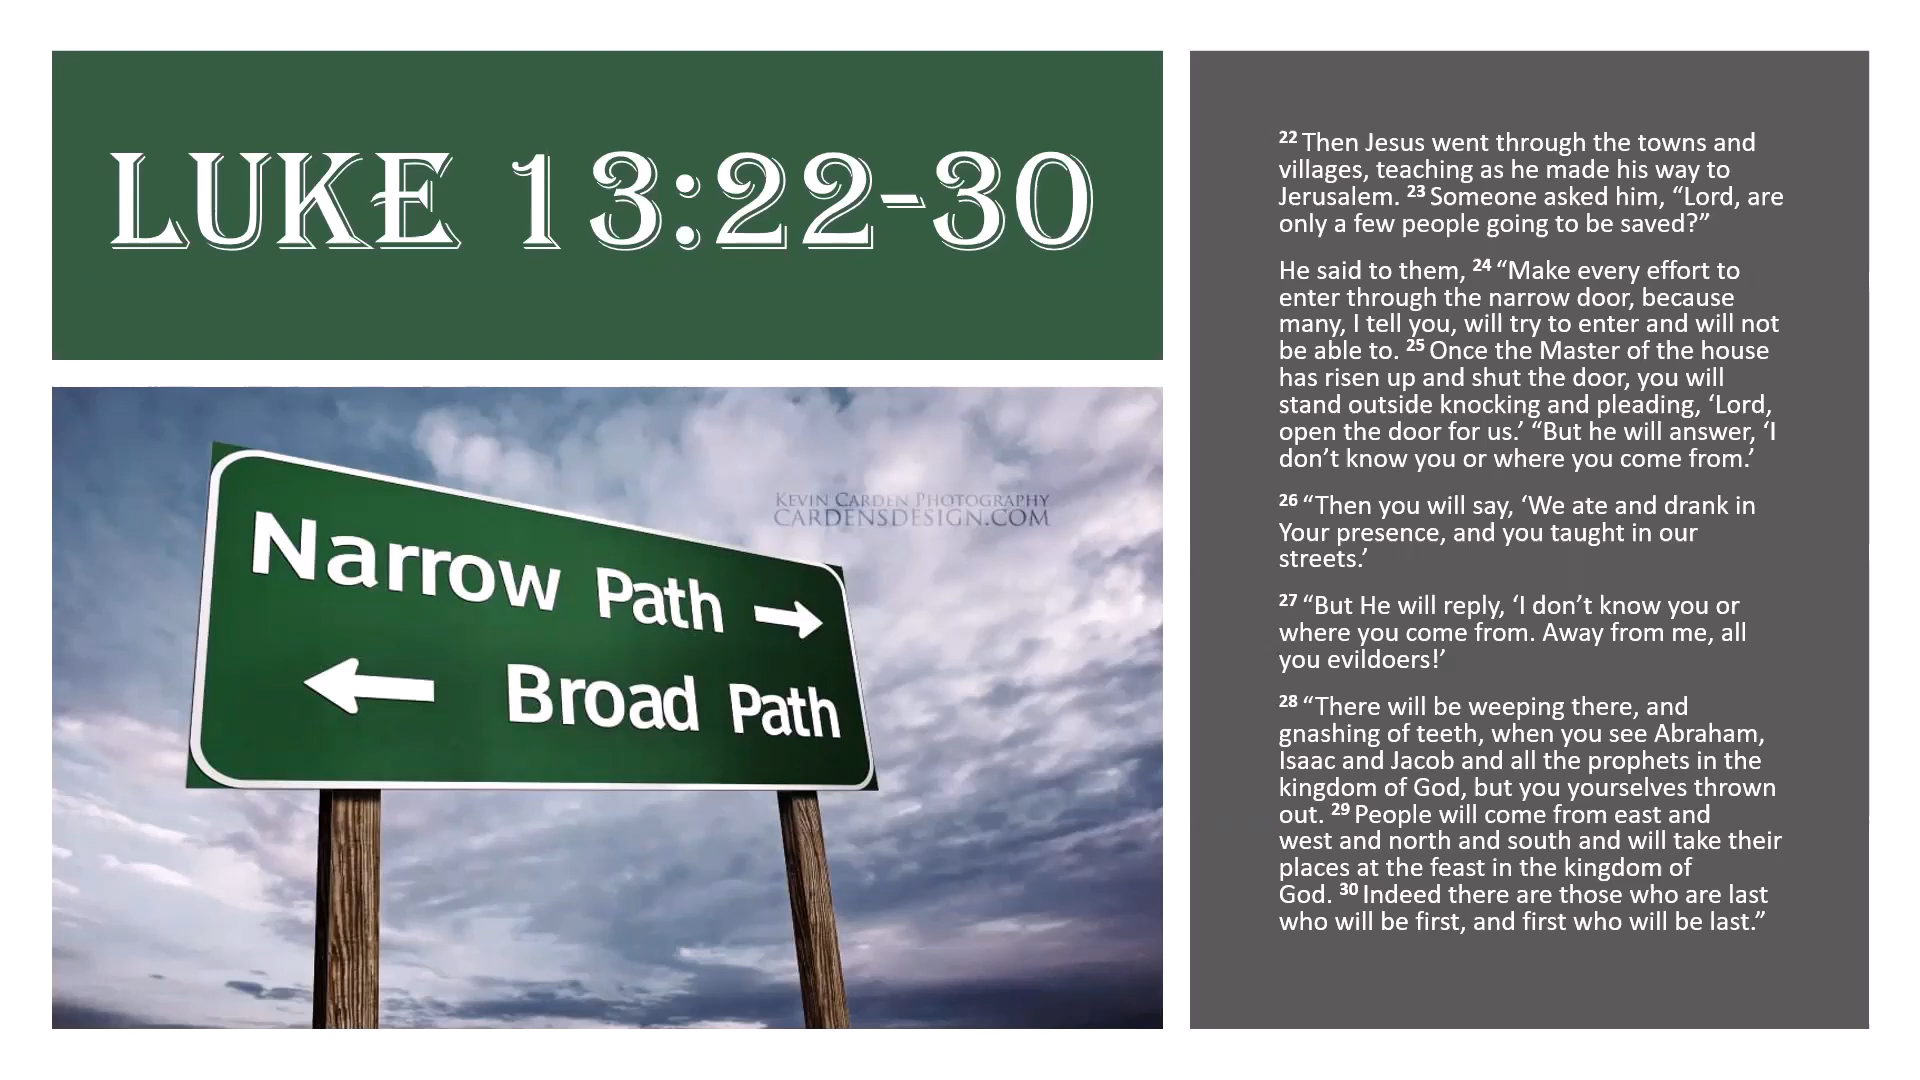 LUKE 13:22-30
KEVIN CARDEN PHOTOGRAPHY
CARDENSDESIGN.COM
Narrow Path →
← Broad Path
22 Then Jesus went through the towns and
villages, teaching as he made his way to
Jerusalem. 23 Someone asked him, “Lord, are
only a few people going to be saved?”
He said to them, 24 “Make every effort to
enter through the narrow door, because
many, I tell you, will try to enter and will not
be able to. 25 Once the Master of the house
has risen up and shut the door, you will
stand outside knocking and pleading, ‘Lord,
open the door for us.’ “But he will answer, ‘I
don’t know you or where you come from.’
26 “Then you will say, ‘We ate and drank in
Your presence, and you taught in our
streets.’
27 “But He will reply, ‘I don’t know you or
where you come from. Away from me, all
you evildoers!’
28 “There will be weeping there, and
gnashing of teeth, when you see Abraham,
Isaac and Jacob and all the prophets in the
kingdom of God, but you yourselves thrown
out. 29 People will come from east and
west and north and south and will take their
places at the feast in the kingdom of
God. 30 Indeed there are those who are last
who will be first, and first who will be last.”